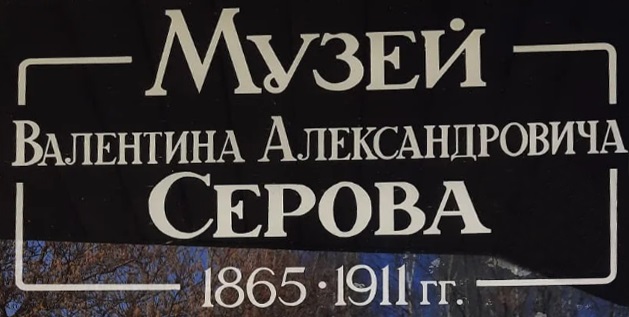 Музей
Валентина Александровича
Серова
1865·1911 гг.